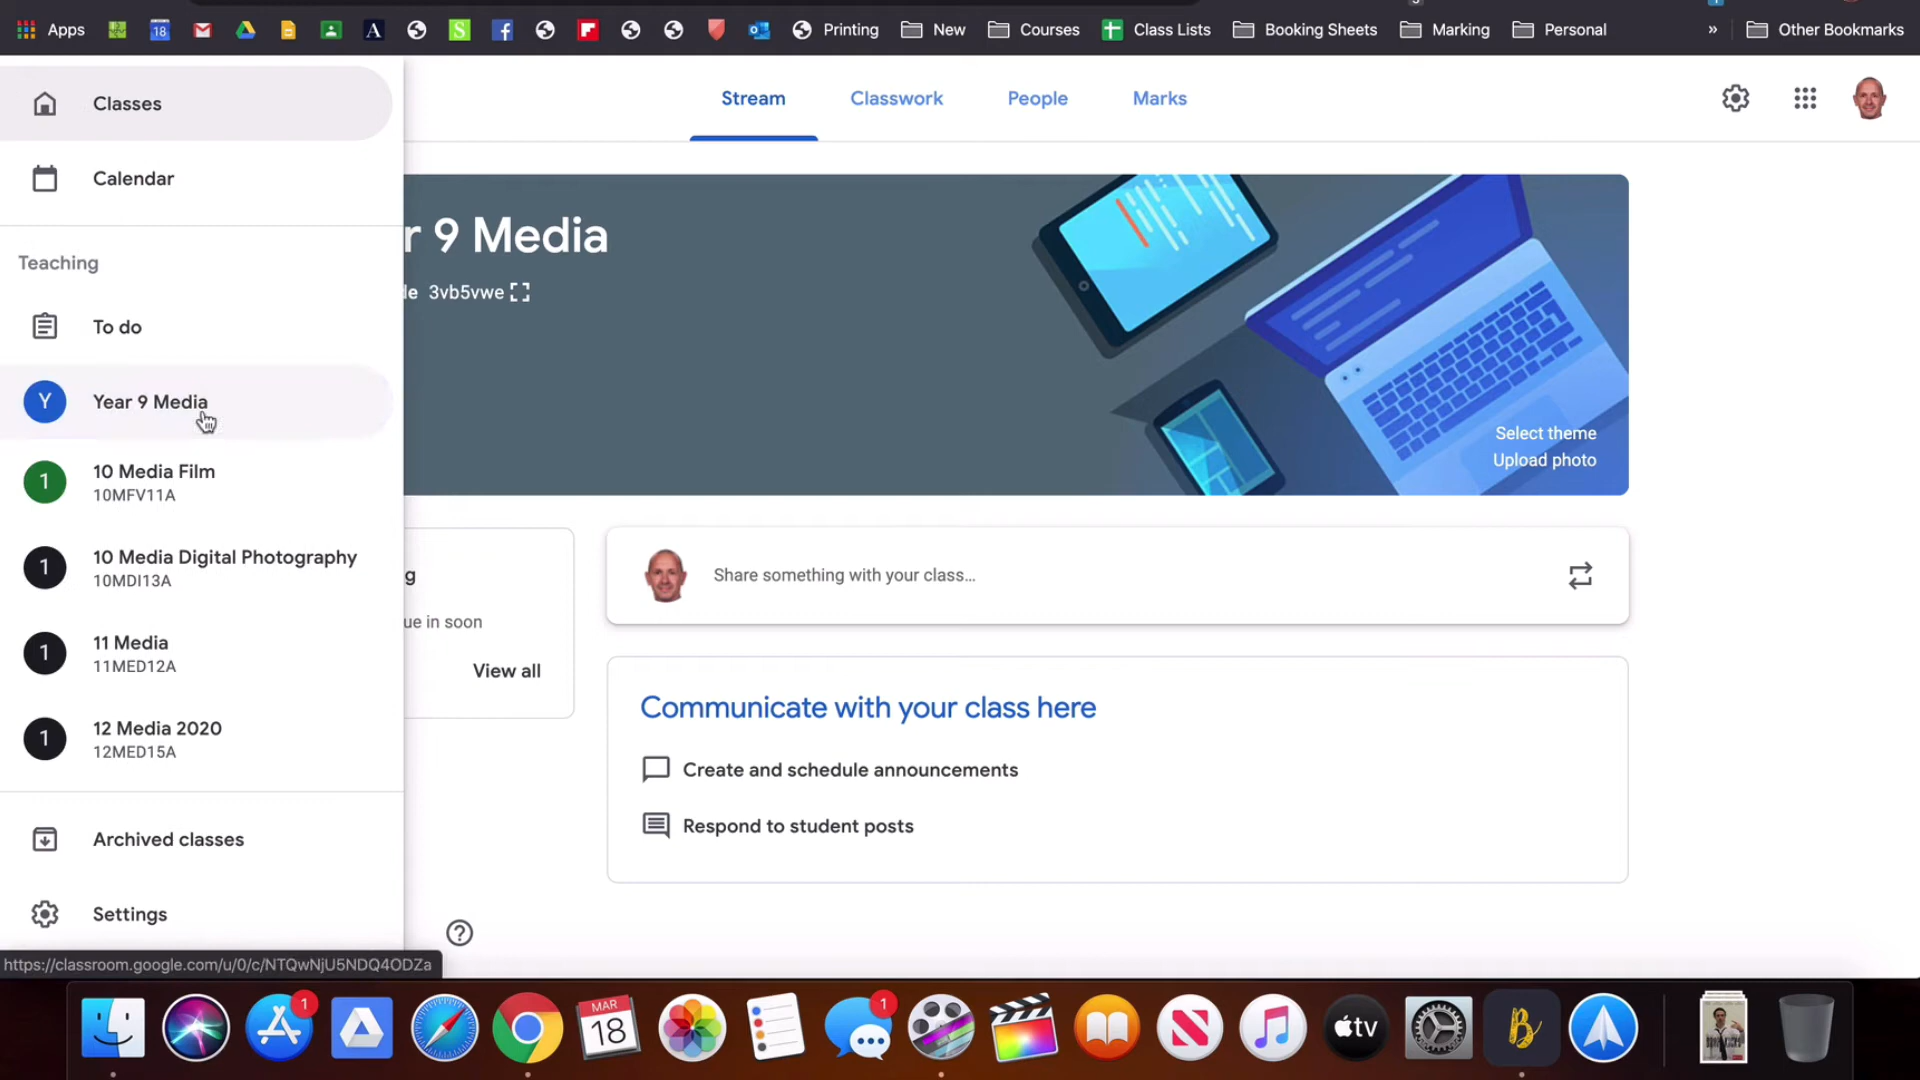 Apps
18
A
S
Printing
New
Courses
Class Lists
Booking Sheets
Marking
Personal
»
Other Bookmarks
Classes
Stream
Classwork
People
Marks
Calendar
r 9 Media
Teaching
de 3vb5vwe
To do
Y
Year 9 Media
Select theme
Upload photo
1
10 Media Film
10MFV11A
1
10 Media Digital Photography
10MDI13A
g
ue in soon
View all
Share something with your class…
1
11 Media
11MED12A
Communicate with your class here
Create and schedule announcements
Respond to student posts
1
12 Media 2020
12MED15A
Archived classes
Settings
?
https://classroom.google.com/u/0/c/NTQwNjU5NDQ4ODZa
1
MAR
18
1
tv